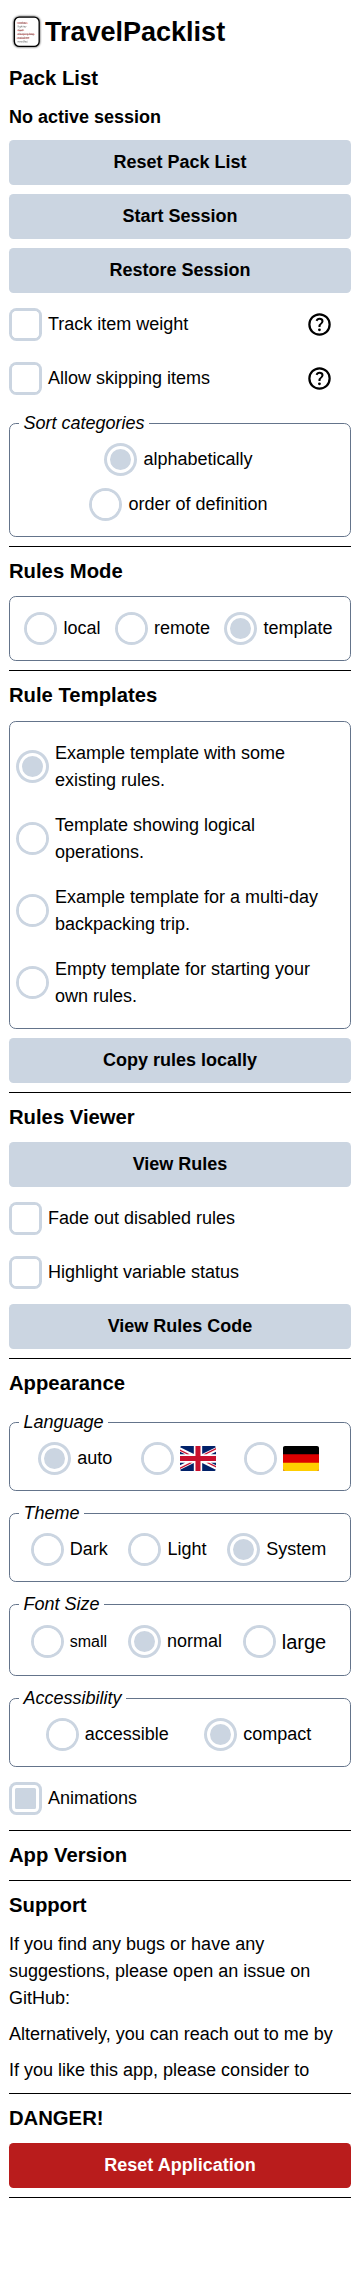 TravelPacklist
Pack List
No active session
Reset Pack List
Start Session
Restore Session
Track item weight
Allow skipping items
Sort categories
alphabetically
order of definition
Rules Mode
local remote template
Rule Templates
Example template with some
existing rules.
Template showing logical
operations.
Example template for a multi-day
backpacking trip.
Empty template for starting your
own rules.
Copy rules locally
Rules Viewer
View Rules
Fade out disabled rules
Highlight variable status
View Rules Code
Appearance
Language
auto
Theme
Dark Light System
Font Size
small normal large
Accessibility
accessible compact
Animations
App Version
Support
If you find any bugs or have any
suggestions, please open an issue on
GitHub:
Alternatively, you can reach out to me by
If you like this app, please consider to
DANGER!
Reset Application